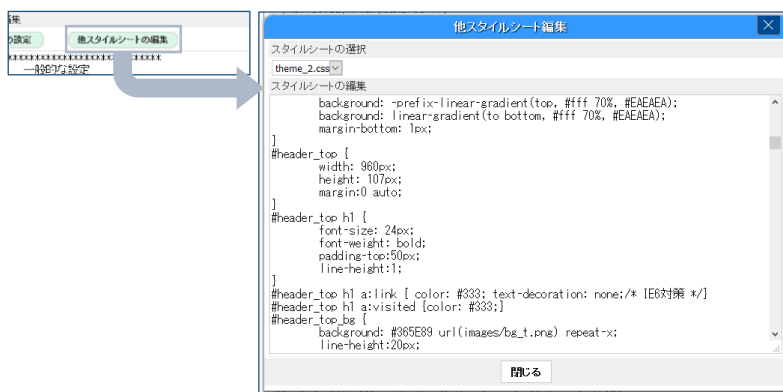 集
の設定
他スタイルシートの編集
一般的な設定
他スタイルシート編集
スタイルシートの選択
theme_2.css
スタイルシートの編集
background: -prefix-linear-gradient(top, #fff 70%, #EAEAEA);
background: linear-gradient(to bottom, #fff 70%, #EAEAEA);
margin-bottom: 1px;
}
#header_top {
width: 960px;
height: 107px;
margin:0 auto;
}
#header_top h1 {
font-size: 24px;
font-weight: bold;
padding-top:50px;
line-height:1;
}
#header_top h1 a:link { color: #333; text-decoration: none;/* IE6対策 */}
#header_top h1 a:visited {color: #333;}
#header_top_bg {
background: #365E89 url(images/bg_t.png) repeat-x;
line-height:20px;
閉じる